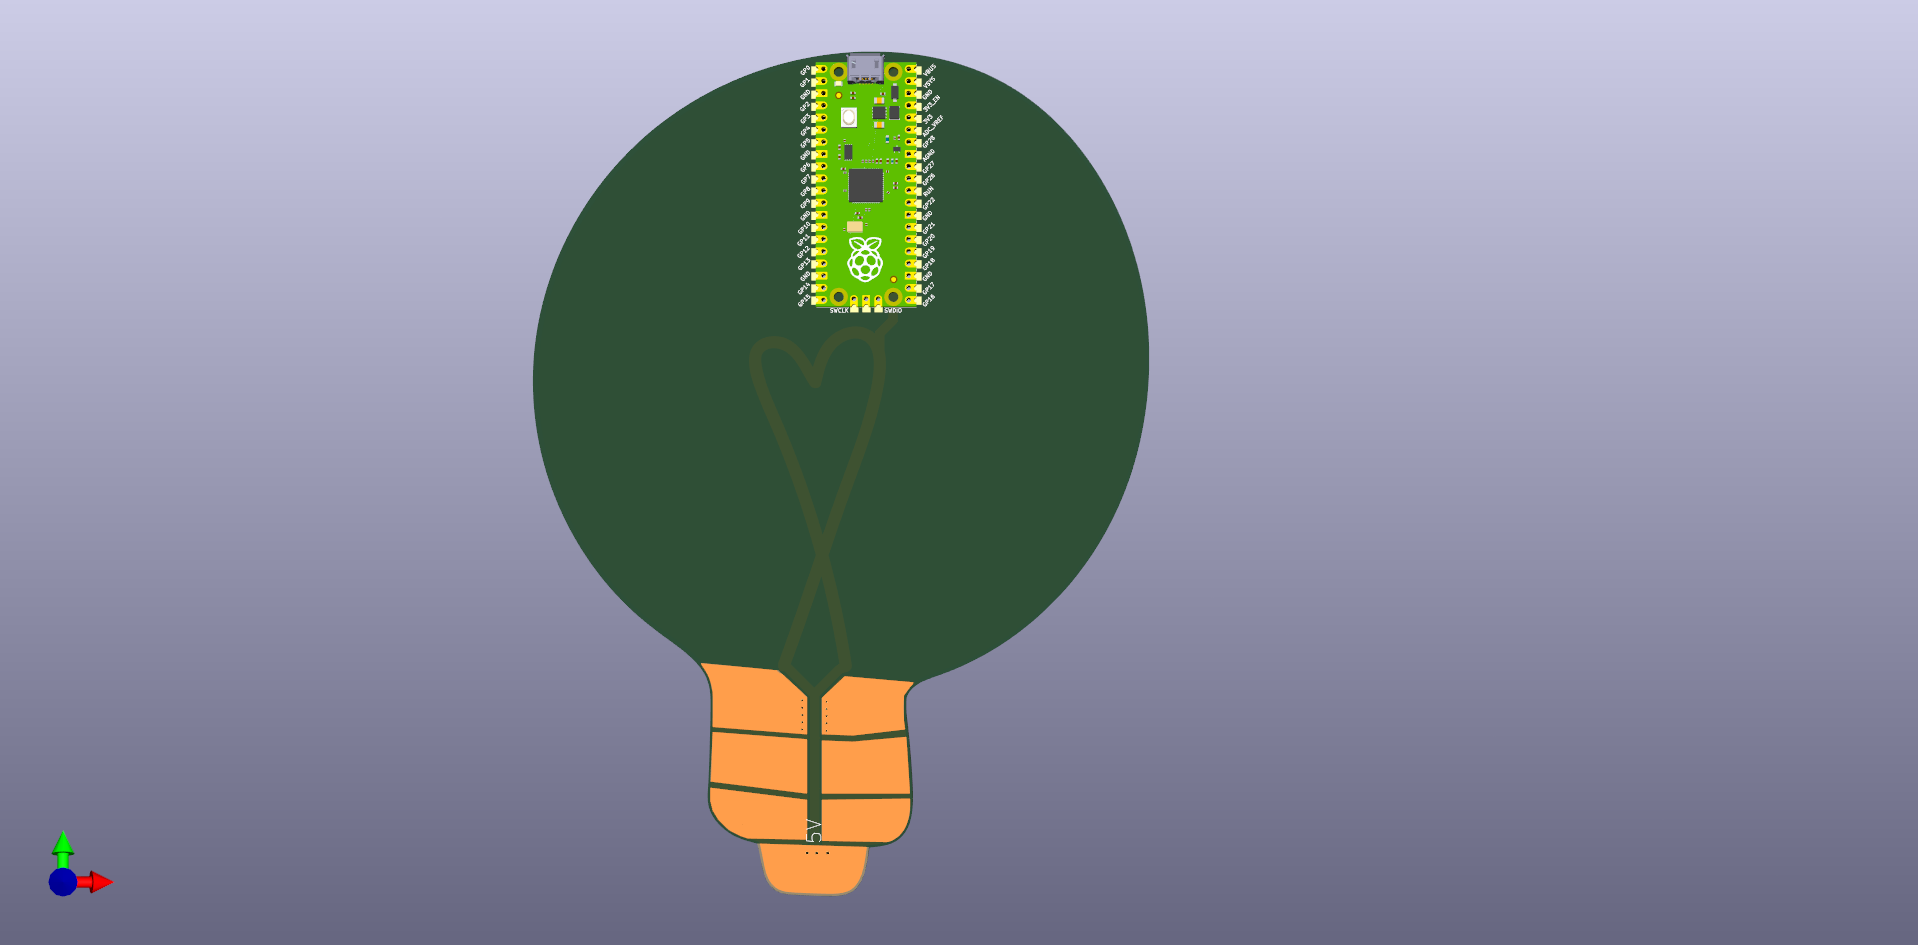 GP0
GP1
GND
GP2
GP3
GP4
GP5
GND
GP6
GP7
GP8
GP9
GND
GP10
GP11
GP12
GP13
GND
GP14
GP15
VBUS
VSYS
GND
3V3_EN
3V3
ADC_VREF
GP28
AGND
GP27
GP26
RUN
GP22
GND
GP21
GP20
GP19
GP18
GND
GP17
GP16
SWCLK
SWDIO
5V